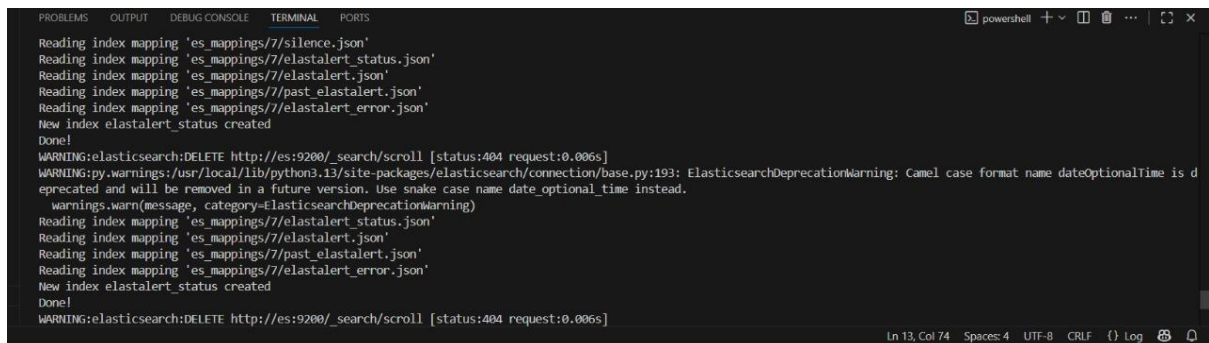 PROBLEMS OUTPUT DEBUG CONSOLE TERMINAL PORTS powershell
Reading index mapping 'es_mappings/7/silence.json'
Reading index mapping 'es_mappings/7/elastalert_status.json'
Reading index mapping 'es_mappings/7/elastalert.json'
Reading index mapping 'es_mappings/7/past_elastalert.json'
Reading index mapping 'es_mappings/7/elastalert_error.json'
New index elastalert_status created
Done!
WARNING:elasticsearch:DELETE http://es:9200/_search/scroll [status:404 request:0.006s]
WARNING:py.warnings:/usr/local/lib/python3.13/site-packages/elasticsearch/connection/base.py:193: ElasticsearchDeprecationWarning: Camel case format name dateOptionalTime is d
eprecated and will be removed in a future version. Use snake case name date_optional_time instead.
warnings.warn(message, category=ElasticsearchDeprecationWarning)
Reading index mapping 'es_mappings/7/elastalert_status.json'
Reading index mapping 'es_mappings/7/elastalert.json'
Reading index mapping 'es_mappings/7/past_elastalert.json'
Reading index mapping 'es_mappings/7/elastalert_error.json'
New index elastalert_status created
Done!
WARNING:elasticsearch:DELETE http://es:9200/_search/scroll [status:404 request:0.006s]
Ln 13, Col 74 Spaces: 4 UTF-8 CRLF {} Log